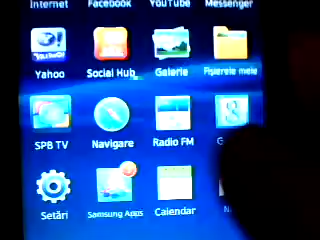 Internet Facebook YouTube Messenger
Yahoo Social Hub Galerie Fişierele mele
SPB TV Navigare Radio FM
Setări Samsung Apps Calendar